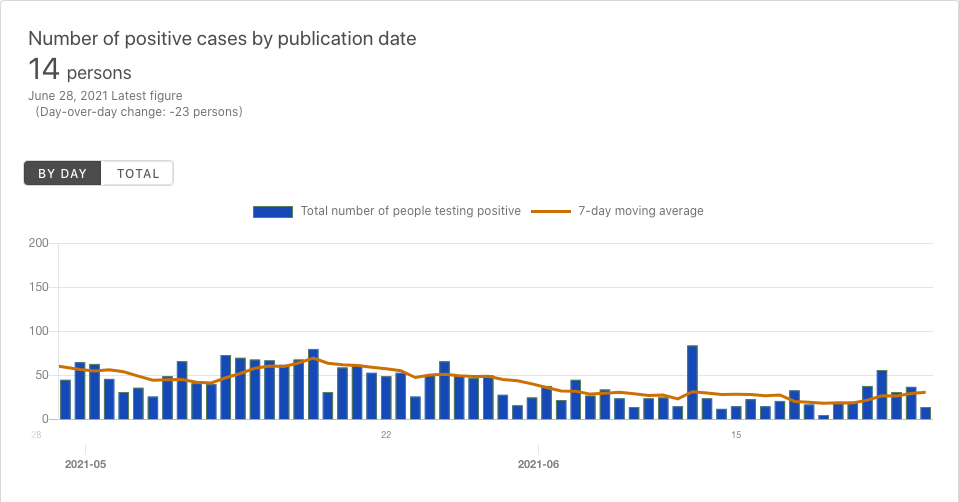 Number of positive cases by publication date
14 persons
June 28, 2021 Latest figure
(Day-over-day change: -23 persons)
BY DAY TOTAL
Total number of people testing positive 7-day moving average
200
150
100
50
0
28 22 15
2021-05 2021-06